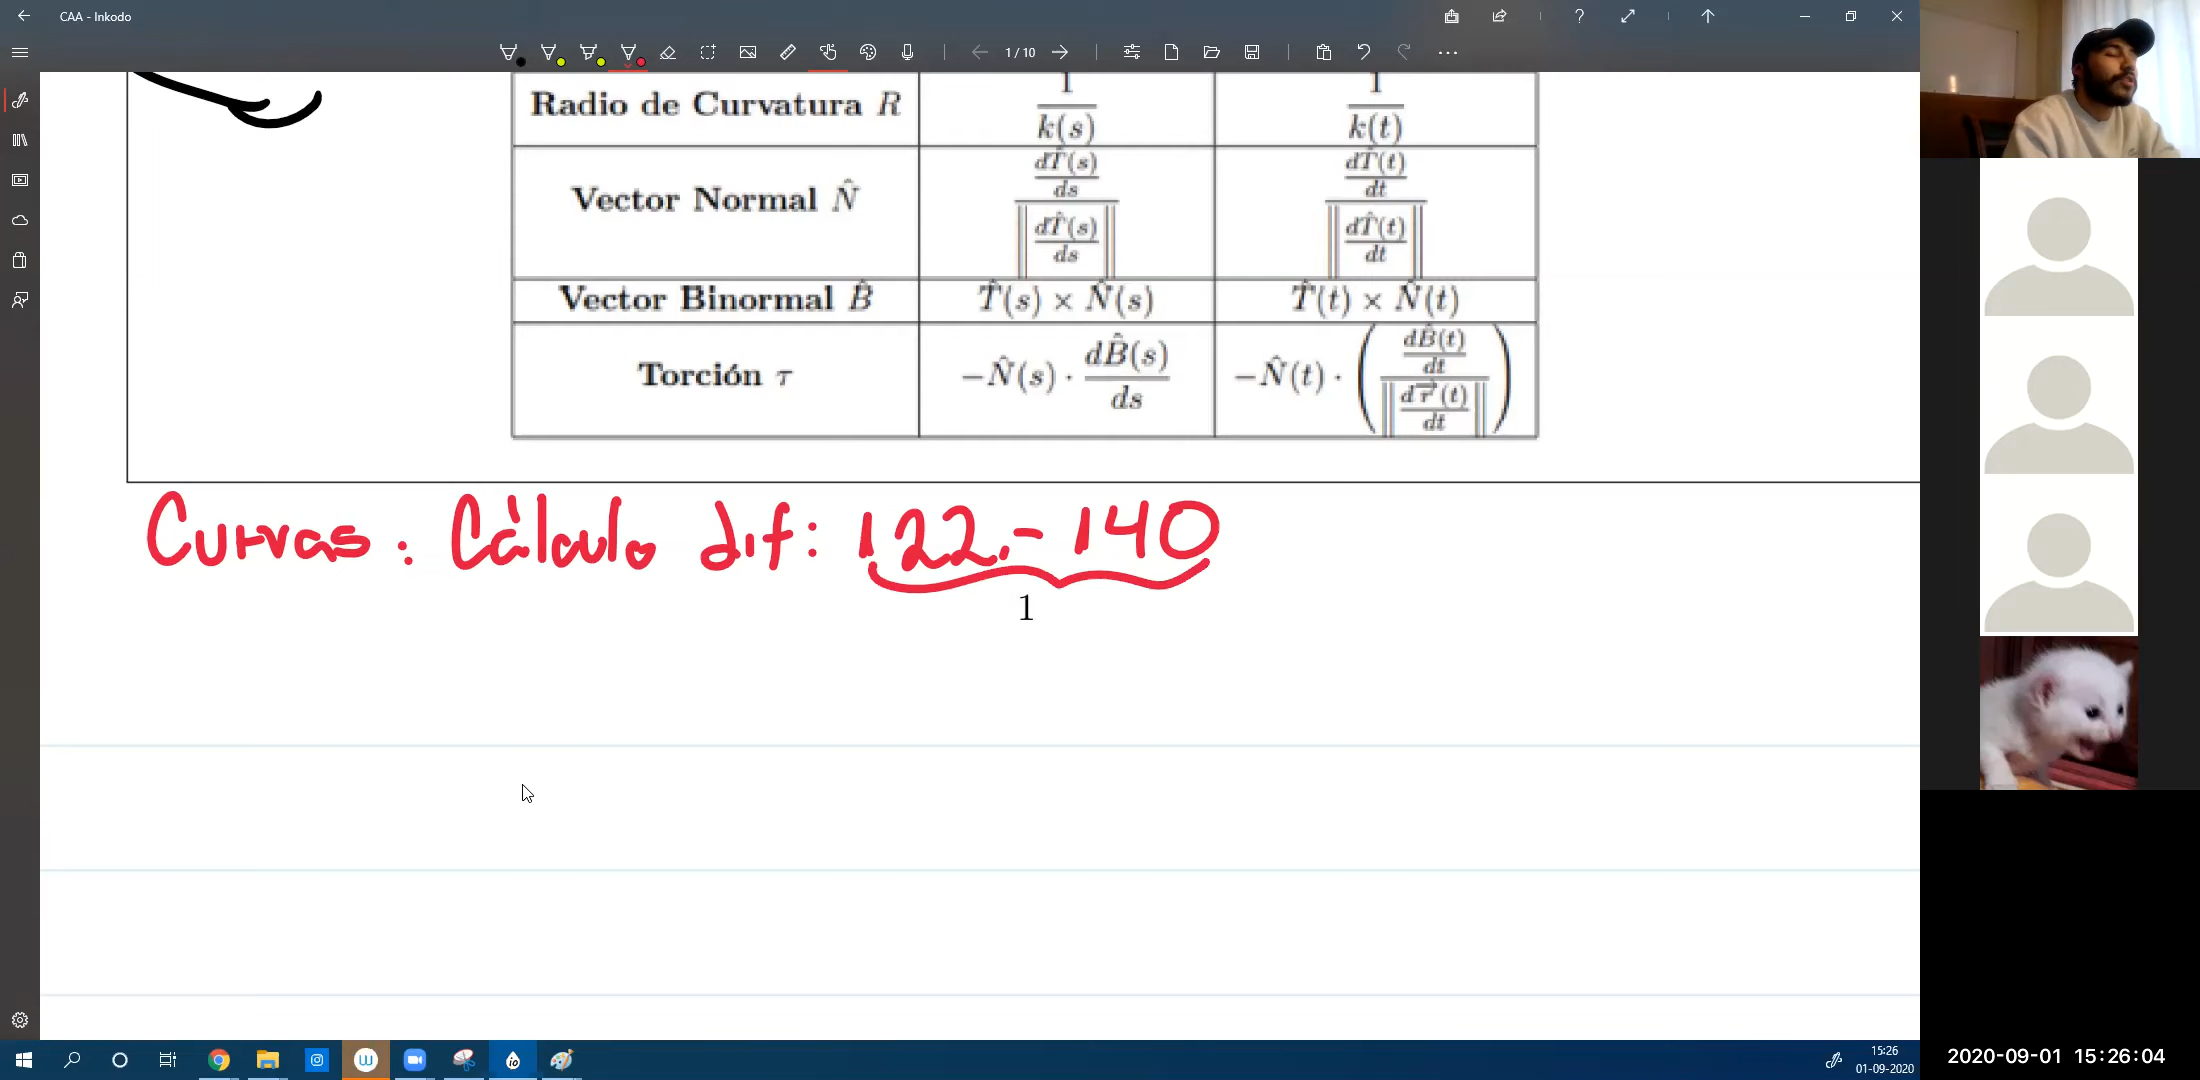 CAA - Inkodo
1 / 10
Radio de Curvatura R 1/k(s) 1/k(t)
Vector Normal N̂ dT̂(s)/ds / ‖dT̂(s)/ds‖ dT̂(t)/dt / ‖dT̂(t)/dt‖
Vector Binormal B̂ T̂(s) × N̂(s) T̂(t) × N̂(t)
Torción τ −N̂(s) · dB̂(s)/ds −N̂(t) · (dB̂(t)/dt / ‖dr⃗(t)/dt‖)
Curvas. Cálculo dif: 122.- 140
1
15:26
01-09-2020
2020-09-01 15:26:04